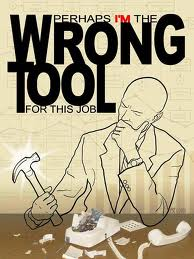 PERHAPS I'M THE
WRONG
TOOL
FOR THIS JOB